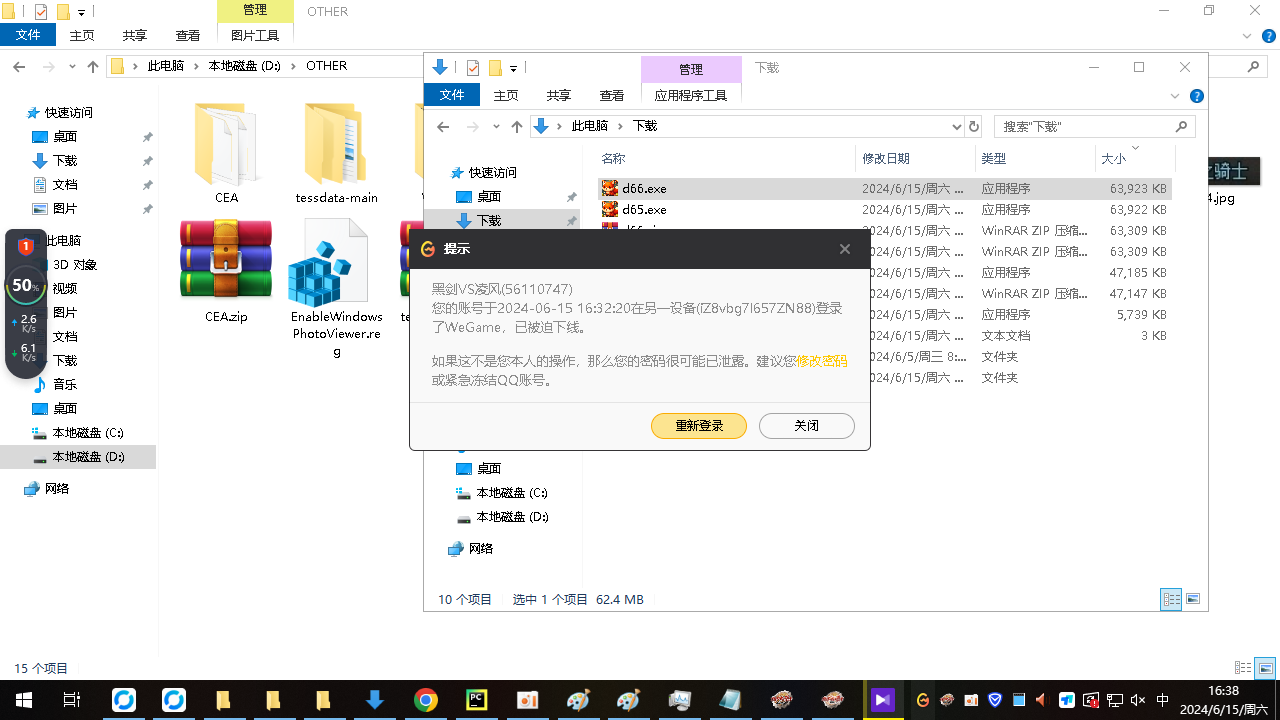 管理
OTHER
文件
主页
共享
查看
图片工具
此电脑
本地磁盘 (D:)
OTHER
快速访问
桌面
下载
文档
图片
此电脑
3D 对象
视频
图片
文档
下载
音乐
桌面
本地磁盘 (C:)
本地磁盘 (D:)
网络
1
50%
2.6
K/s
6.1
K/s
CEA
tessdata-main
CEA.zip
EnableWindows
PhotoViewer.re
g
4.jpg
15 个项目
管理
下载
文件
主页
共享
查看
应用程序工具
此电脑
下载
搜索"下载"
快速访问
桌面
下载
名称
修改日期
类型
大小
d66.exe 2024/6/15/周六 ... 应用程序 63,923 KB
d65.exe 2024/6/15/周六 ... 应用程序 63,922 KB
2024/6/15/周六 ... WinRAR ZIP 压缩... 63,309 KB
2024/6/15/周六 ... WinRAR ZIP 压缩... 63,309 KB
2024/6/15/周六 ... 应用程序 47,185 KB
2024/6/15/周六 ... WinRAR ZIP 压缩... 47,147 KB
2024/6/15/周六 ... 应用程序 5,739 KB
2024/6/15/周六 ... 文本文档 3 KB
2024/6/5/周三 8:... 文件夹
2024/6/15/周六 ... 文件夹
提示
黑剑VS凌风(56110747)
您的账号于2024-06-15 16:32:20在另一设备(IZ8vbg7I657ZN88)登录
了WeGame，已被迫下线。
如果这不是您本人的操作，那么您的密码很可能已泄露。建议您修改密码
或紧急冻结QQ账号。
重新登录
关闭
桌面
本地磁盘 (C:)
本地磁盘 (D:)
网络
10 个项目
选中 1 个项目 62.4 MB
骑士
PC
中
16:38
2024/6/15/周六